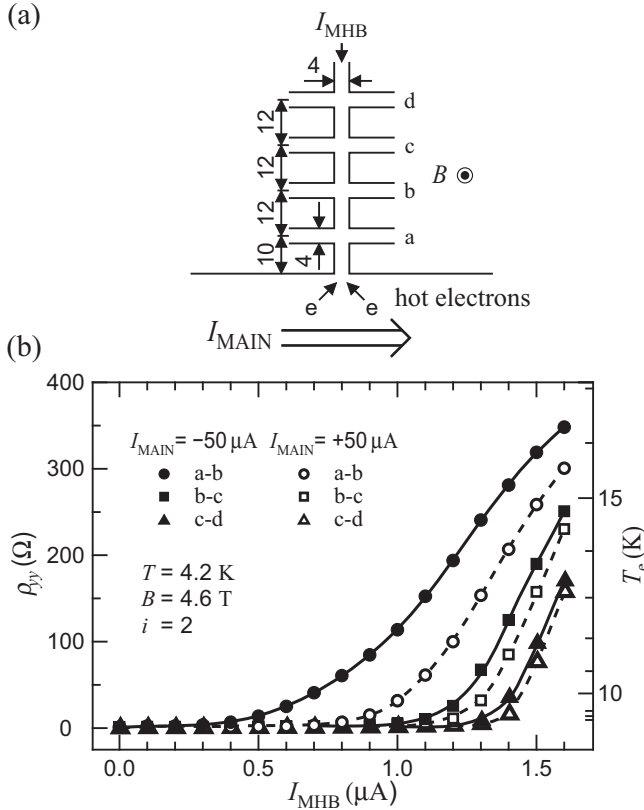 (a)
I_MHB
4
d
12
c
12
B
b
12
a
10
4
e e
hot electrons
I_MAIN
(b)
400
300
200
100
0
ρyy (Ω)
I_MAIN = −50 μA I_MAIN = +50 μA
a-b a-b
b-c b-c
c-d c-d
T = 4.2 K
B = 4.6 T
i = 2
15
10
T_e (K)
0.0 0.5 1.0 1.5
I_MHB (μA)